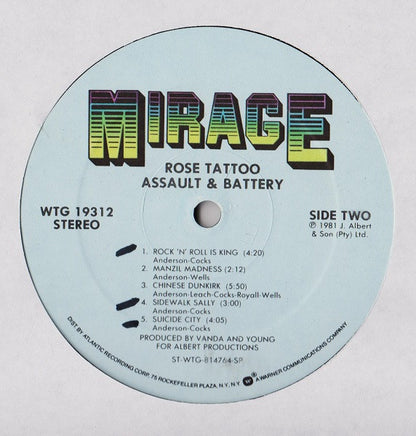 MIRAGE
ROSE TATTOO
ASSAULT & BATTERY
WTG 19312
STEREO
SIDE TWO
℗ 1981 J. Albert
& Son (Pty) Ltd.
1. ROCK 'N' ROLL IS KING (4:20)
Anderson-Cocks
2. MANZIL MADNESS (2:12)
Anderson-Wells
3. CHINESE DUNKIRK (5:50)
Anderson-Leach-Cocks-Royall-Wells
4. SIDEWALK SALLY (3:00)
Anderson-Cocks
5. SUICIDE CITY (4:05)
Anderson-Cocks
PRODUCED BY VANDA AND YOUNG
FOR ALBERT PRODUCTIONS
ST-WTG-814764-SP
DIST BY ATLANTIC RECORDING CORP. 75 ROCKEFELLER PLAZA, N.Y., N.Y. A WARNER COMMUNICATIONS COMPANY